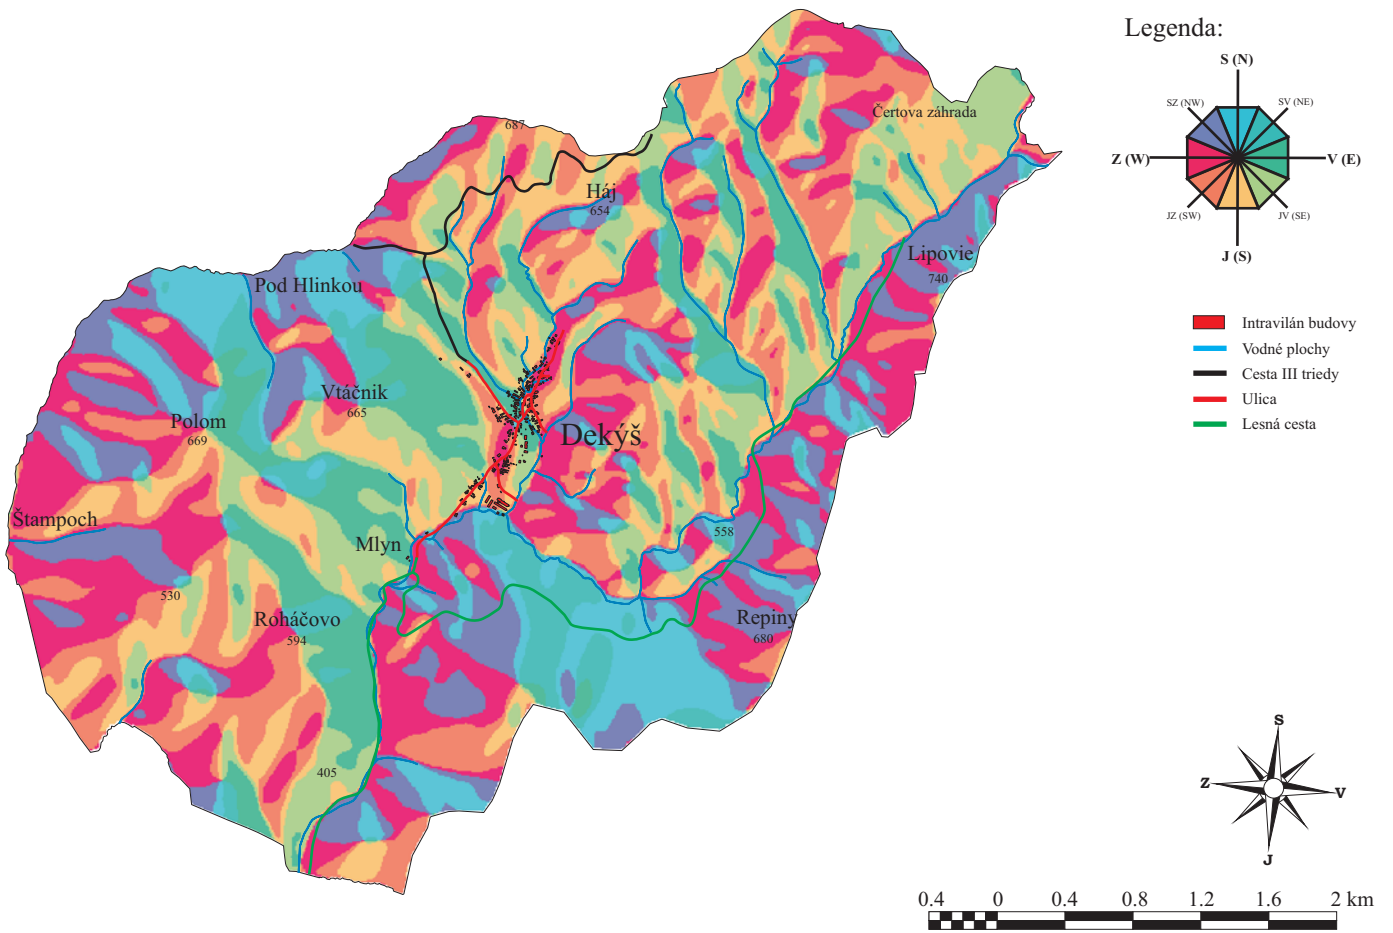 Legenda:
S (N)
SZ (NW)
SV (NE)
Z (W)
V (E)
JZ (SW)
JV (SE)
J (S)
Intravilán budovy
Vodné plochy
Cesta III triedy
Ulica
Lesná cesta
687
Čertova záhrada
Háj
654
Lipovie
740
Pod Hlinkou
Vtáčnik
665
Polom
669
Dekýš
Štampoch
Mlyn
558
530
Roháčovo
594
Repiny
680
405
S
Z
V
J
0.4 0 0.4 0.8 1.2 1.6 2 km